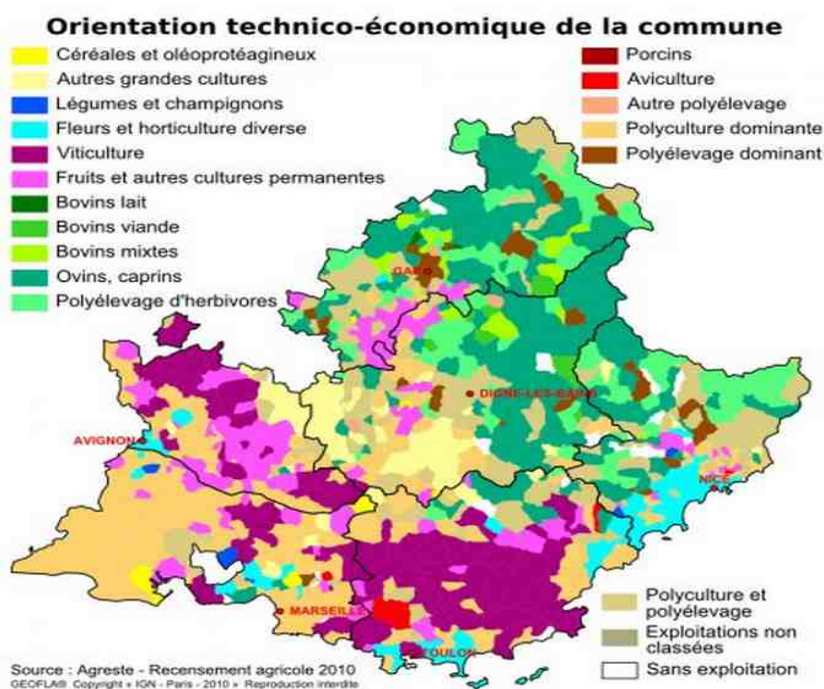 Orientation technico-économique de la commune
Céréales et oléoprotéagineux
Autres grandes cultures
Légumes et champignons
Fleurs et horticulture diverse
Viticulture
Fruits et autres cultures permanentes
Bovins lait
Bovins viande
Bovins mixtes
Ovins, caprins
Polyélevage d'herbivores
Porcins
Aviculture
Autre polyélevage
Polyculture dominante
Polyélevage dominant
GAP
DIGNE-LES-BAINS
AVIGNON
NICE
MARSEILLE
TOULON
Polyculture et
polyélevage
Exploitations non
classées
Sans exploitation
Source : Agreste - Recensement agricole 2010
GEOFLA® Copyright « IGN - Paris - 2010 » Reproduction interdite